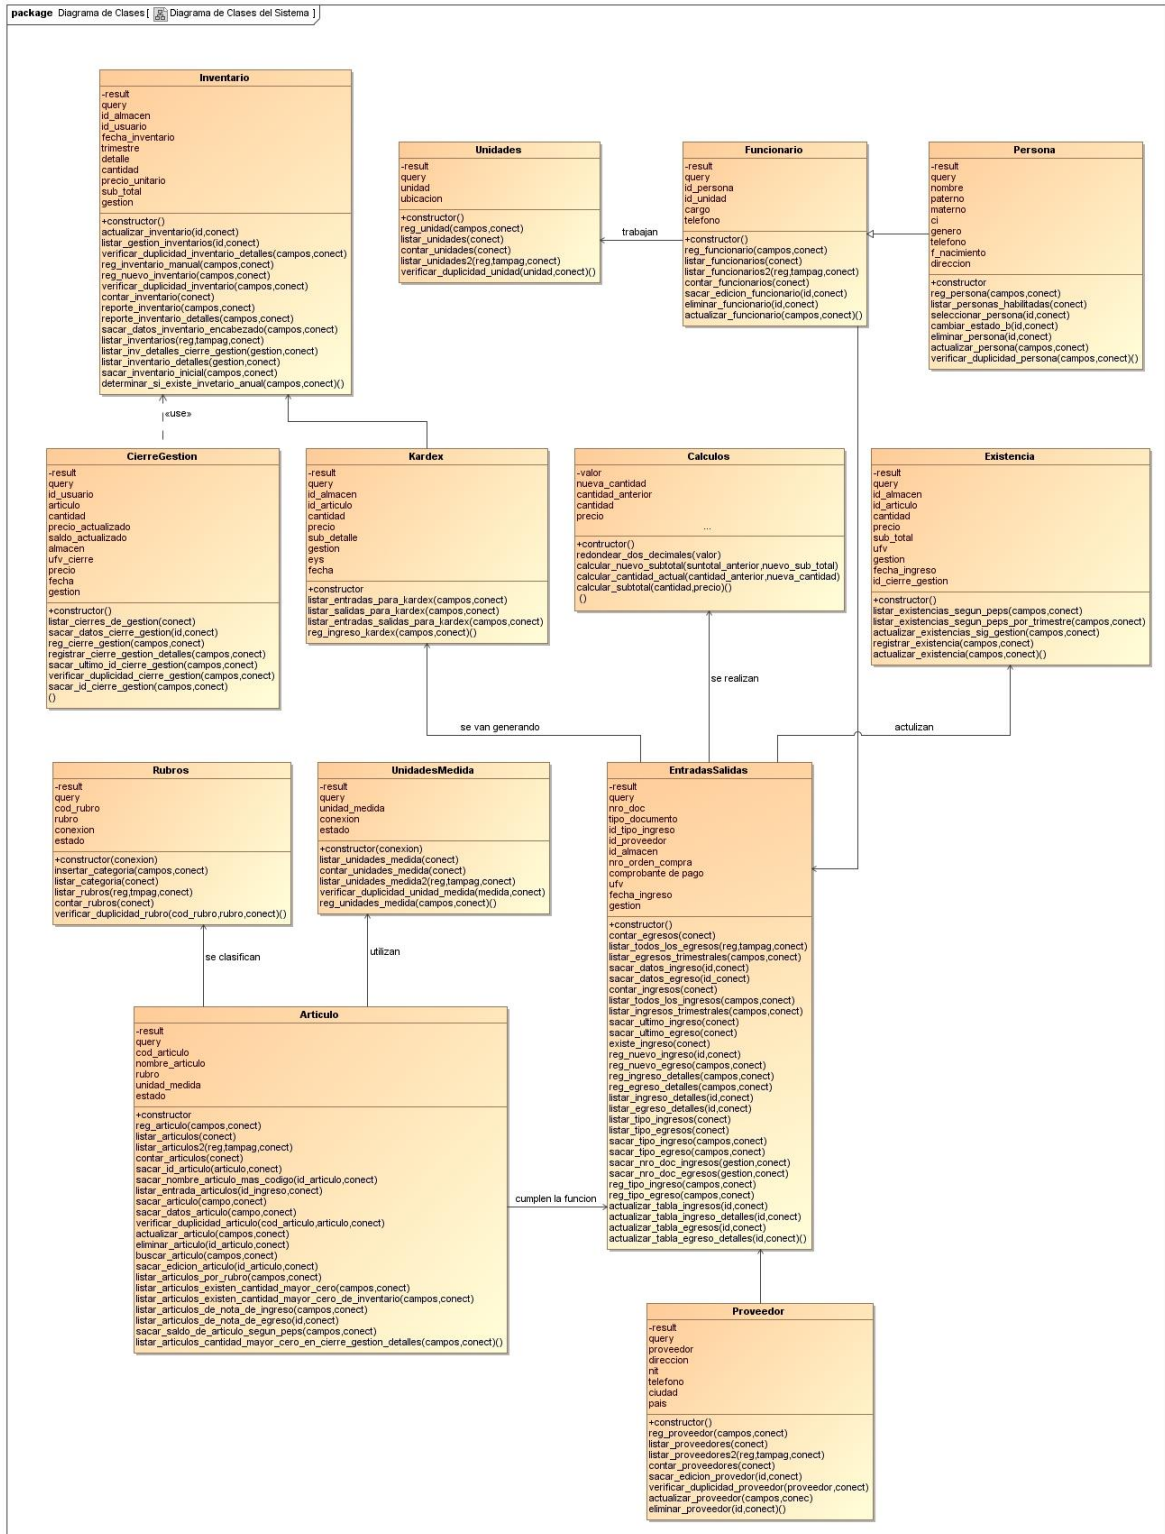 package Diagrama de Clases [ Diagrama de Clases del Sistema ]
Inventario
-result
query
id_almacen
id_usuario
fecha_inventario
trimestre
detalle
cantidad
precio_unitario
sub_total
gestion
+constructor()
actualizar_inventario(id,conect)
listar_gestion_inventarios(id,conect)
verificar_duplicidad_inventario_detalles(campos,conect)
reg_inventario_manual(campos,conect)
reg_nuevo_inventario(campos,conect)
verificar_duplicidad_inventario(campos,conect)
contar_inventario(conect)
reporte_inventario(campos,conect)
reporte_inventario_detalles(campos,conect)
sacar_datos_inventario_encabezado(campos,conect)
listar_inventarios(reg,tampag,conect)
listar_inv_detalles_cierre_gestion(gestion,conect)
listar_inventario_detalles(gestion,conect)
sacar_inventario_inicial(campos,conect)
determinar_si_existe_invetario_anual(campos,conect)()
Unidades
-result
query
unidad
ubicacion
+constructor()
reg_unidad(campos,conect)
listar_unidades(conect)
contar_unidades(conect)
listar_unidades2(reg,tampag,conect)
verificar_duplicidad_unidad(unidad,conect)()
trabajan
Funcionario
-result
query
id_persona
id_unidad
cargo
telefono
+constructor()
reg_funcionario(campos,conect)
listar_funcionarios(conect)
listar_funcionarios2(reg,tampag,conect)
contar_funcionarios(conect)
sacar_edicion_funcionario(id,conect)
eliminar_funcionario(id,conect)
actualizar_funcionario(campos,conect)()
Persona
-result
query
nombre
paterno
materno
ci
genero
telefono
f_nacimiento
direccion
+constructor
reg_persona(campos,conect)
listar_personas_habilitadas(conect)
seleccionar_persona(id,conect)
cambiar_estado_b(id,conect)
eliminar_persona(id,conect)
actualizar_persona(campos,conect)
verificar_duplicidad_persona(campos,conect)()
«use»
CierreGestion
-result
query
id_usuario
articulo
cantidad
precio_actualizado
saldo_actualizado
almacen
ufv_cierre
precio
fecha
gestion
+constructor()
listar_cierres_de_gestion(conect)
sacar_datos_cierre_gestion(id,conect)
reg_cierre_gestion(campos,conect)
registrar_cierre_gestion_detalles(campos,conect)
sacar_ultimo_id_cierre_gestion(campos,conect)
verificar_duplicidad_cierre_gestion(campos,conect)
sacar_id_cierre_gestion(campos,conect)
()
Kardex
-result
query
id_almacen
id_articulo
cantidad
precio
sub_detalle
gestion
eys
fecha
+constructor
listar_entradas_para_kardex(campos,conect)
listar_salidas_para_kardex(campos,conect)
listar_entradas_salidas_para_kardex(campos,conect)
reg_ingreso_kardex(campos,conect)()
Calculos
-valor
nueva_cantidad
cantidad_anterior
cantidad
precio
...
+contructor()
redondear_dos_decimales(valor)
calcular_nuevo_subtotal(suntotal_anterior,nuevo_sub_total)
calcular_cantidad_actual(cantidad_anterior,nueva_cantidad)
calcular_subtotal(cantidad,precio)()
()
Existencia
-result
query
id_almacen
id_articulo
cantidad
precio
sub_total
ufv
gestion
fecha_ingreso
id_cierre_gestion
+constructor()
listar_existencias_segun_peps(campos,conect)
listar_existencias_segun_peps_por_trimestre(campos,conect)
actualizar_existencias_sig_gestion(campos,conect)
registrar_existencia(campos,conect)
actualizar_existencia(campos,conect)()
se van generando
se realizan
actulizan
Rubros
-result
query
cod_rubro
rubro
conexion
estado
+constructor(conexion)
insertar_categoria(campos,conect)
listar_categoria(conect)
listar_rubros(reg,tmpag,conect)
contar_rubros(conect)
verificar_duplicidad_rubro(cod_rubro,rubro,conect)()
UnidadesMedida
-result
query
unidad_medida
conexion
estado
+constructor(conexion)
listar_unidades_medida(conect)
contar_unidades_medida(conect)
listar_unidades_medida2(reg,tampag,conect)
verificar_duplicidad_unidad_medida(medida,conect)
reg_unidades_medida(campos,conect)()
EntradasSalidas
-result
query
nro_doc
tipo_documento
id_tipo_ingreso
id_proveedor
id_almacen
nro_orden_compra
comprobante de pago
ufv
fecha_ingreso
gestion
+constructor()
contar_egresos(conect)
listar_todos_los_egresos(reg,tampag,conect)
listar_egresos_trimestrales(campos,conect)
sacar_datos_ingreso(id,conect)
sacar_datos_egreso(id_conect)
contar_ingresos(conect)
listar_todos_los_ingresos(campos,conect)
listar_ingresos_trimestrales(campos,conect)
sacar_ultimo_ingreso(conect)
sacar_ultimo_egreso(conect)
existe_ingreso(conect)
reg_nuevo_ingreso(id,conect)
reg_nuevo_egreso(campos,conect)
reg_ingreso_detalles(campos,conect)
reg_egreso_detalles(campos,conect)
listar_ingreso_detalles(id,conect)
listar_egreso_detalles(id,conect)
listar_tipo_ingresos(conect)
listar_tipo_egresos(conect)
sacar_tipo_ingreso(campos,conect)
sacar_tipo_egreso(campos,conect)
sacar_nro_doc_ingresos(gestion,conect)
sacar_nro_doc_egresos(gestion,conect)
reg_tipo_ingreso(campos,conect)
reg_tipo_egreso(campos,conect)
actualizar_tabla_ingresos(id,conect)
actualizar_tabla_ingreso_detalles(id,conect)
actualizar_tabla_egresos(id,conect)
actualizar_tabla_egreso_detalles(id,conect)()
se clasifican
utilizan
Articulo
-result
query
cod_articulo
nombre_articulo
rubro
unidad_medida
estado
+constructor
reg_articulo(campos,conect)
listar_articulos(conect)
listar_articulos2(reg,tampag,conect)
contar_articulos(conect)
sacar_id_articulo(articulo,conect)
sacar_nombre_articulo_mas_codigo(id_articulo,conect)
listar_entrada_articulos(id_ingreso,conect)
sacar_articulo(campo,conect)
sacar_datos_articulo(campo,conect)
verificar_duplicidad_articulo(cod_articulo,articulo,conect)
actualizar_articulo(campos,conect)
eliminar_articulo(id_articulo,conect)
buscar_articulo(campos,conect)
sacar_edicion_articulo(id_articulo,conect)
listar_articulos_por_rubro(campos,conect)
listar_articulos_existen_cantidad_mayor_cero(campos,conect)
listar_articulos_existen_cantidad_mayor_cero_de_inventario(campos,conect)
listar_articulos_de_nota_de_ingreso(campos,conect)
listar_articulos_de_nota_de_egreso(id,conect)
sacar_saldo_de_articulo_segun_peps(campos,conect)
listar_articulos_cantidad_mayor_cero_en_cierre_gestion_detalles(campos,conect)()
cumplen la funcion
Proveedor
-result
query
proveedor
direccion
nit
telefono
ciudad
pais
+constructor()
reg_proveedor(campos,conect)
listar_proveedores(conect)
listar_proveedores2(reg,tampag,conect)
contar_proveedores(conect)
sacar_edicion_provedor(id,conect)
verificar_duplicidad_proveedor(proveedor,conect)
actualizar_proveedor(campos,conec)
eliminar_proveedor(id,conect)()